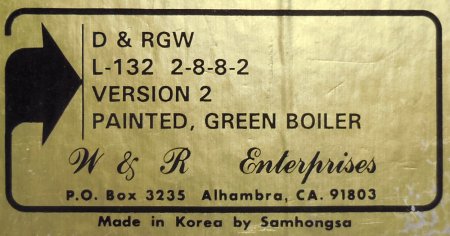 D & RGW
L-132 2-8-8-2
VERSION 2
PAINTED, GREEN BOILER
W & R Enterprises
P.O. Box 3235 Alhambra, CA. 91803
Made in Korea by Samhongsa